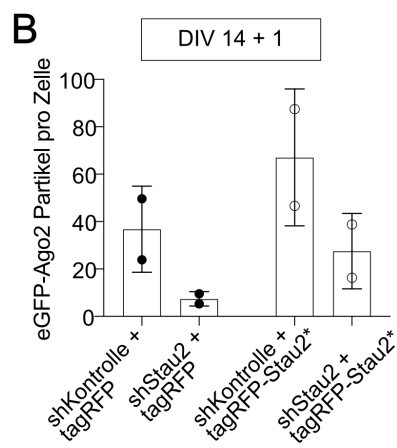 B
DIV 14 + 1
eGFP-Ago2 Partikel pro Zelle
100
80
60
40
20
0
shKontrolle +
tagRFP
shStau2 +
tagRFP
shKontrolle +
tagRFP-Stau2*
shStau2 +
tagRFP-Stau2*